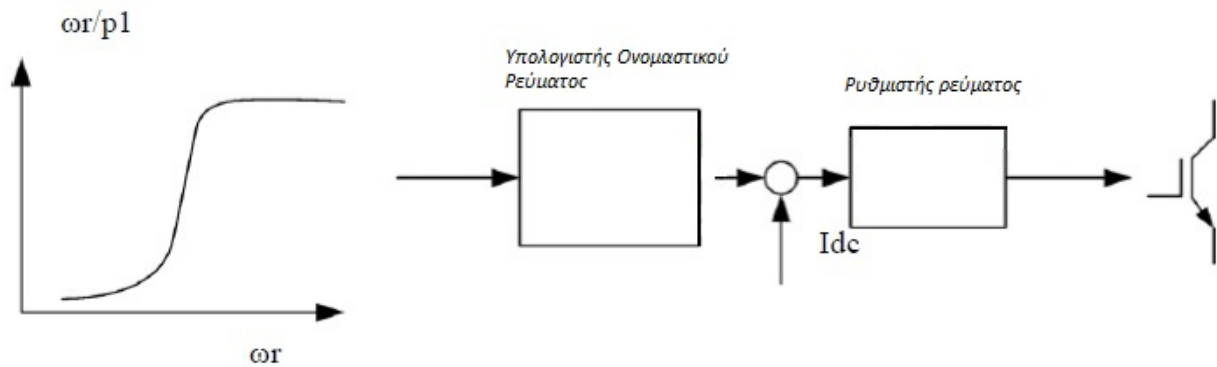 ωr/p1
Υπολογιστής Ονομαστικού
Ρεύματος
Ρυθμιστής ρεύματος
Idc
ωr